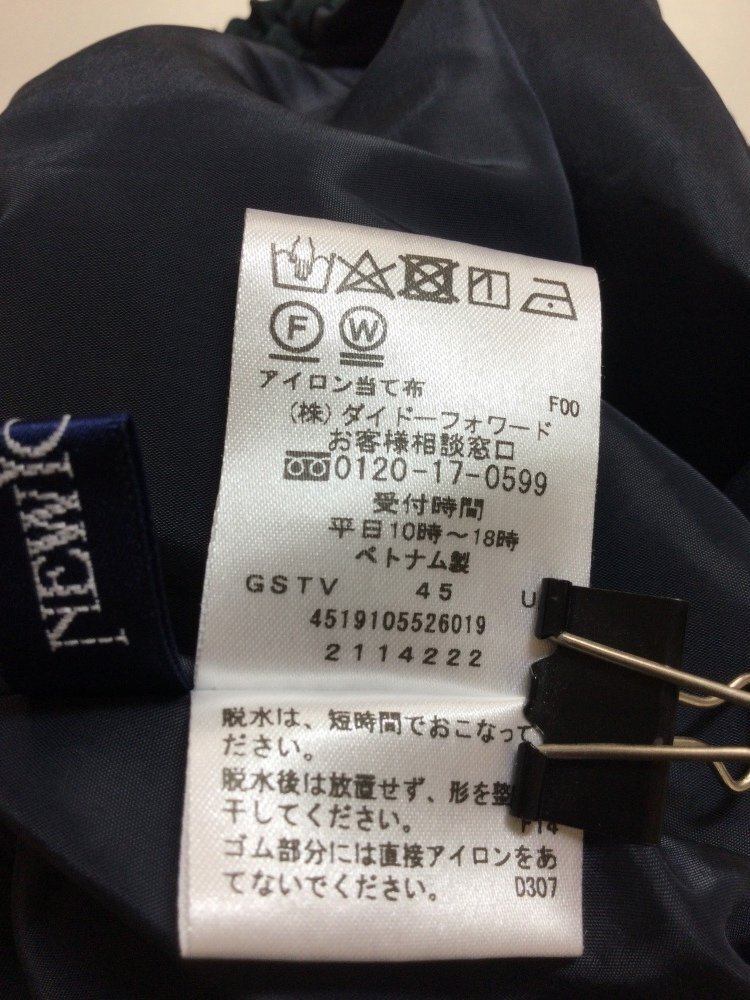 F W
アイロン当て布 F00
(株)ダイドーフォワード
お客様相談窓口
0120-17-0599
受付時間
平日10時～18時
ベトナム製
GSTV 45 U
4519105526019
2114222
脱水は、短時間でおこなって
ださい。
脱水後は放置せず、形を整
干してください。 F14
ゴム部分には直接アイロンをあ
てないでください。 D307
NEWYO